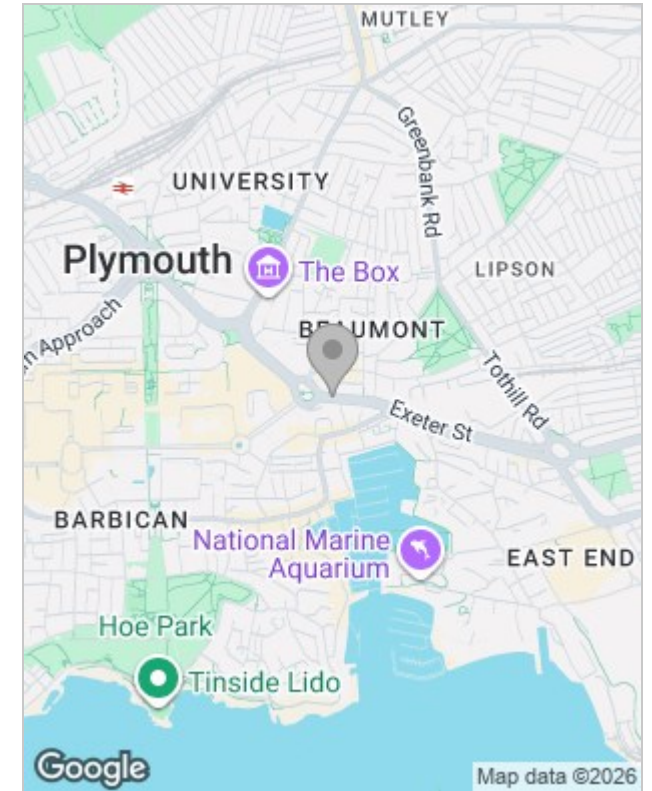 MUTLEY
Greenbank Rd
UNIVERSITY
Plymouth
The Box
LIPSON
BEAUMONT
n Approach
Tothill Rd
Exeter St
BARBICAN
National Marine
Aquarium
EAST END
Hoe Park
Tinside Lido
Google
Map data ©2026